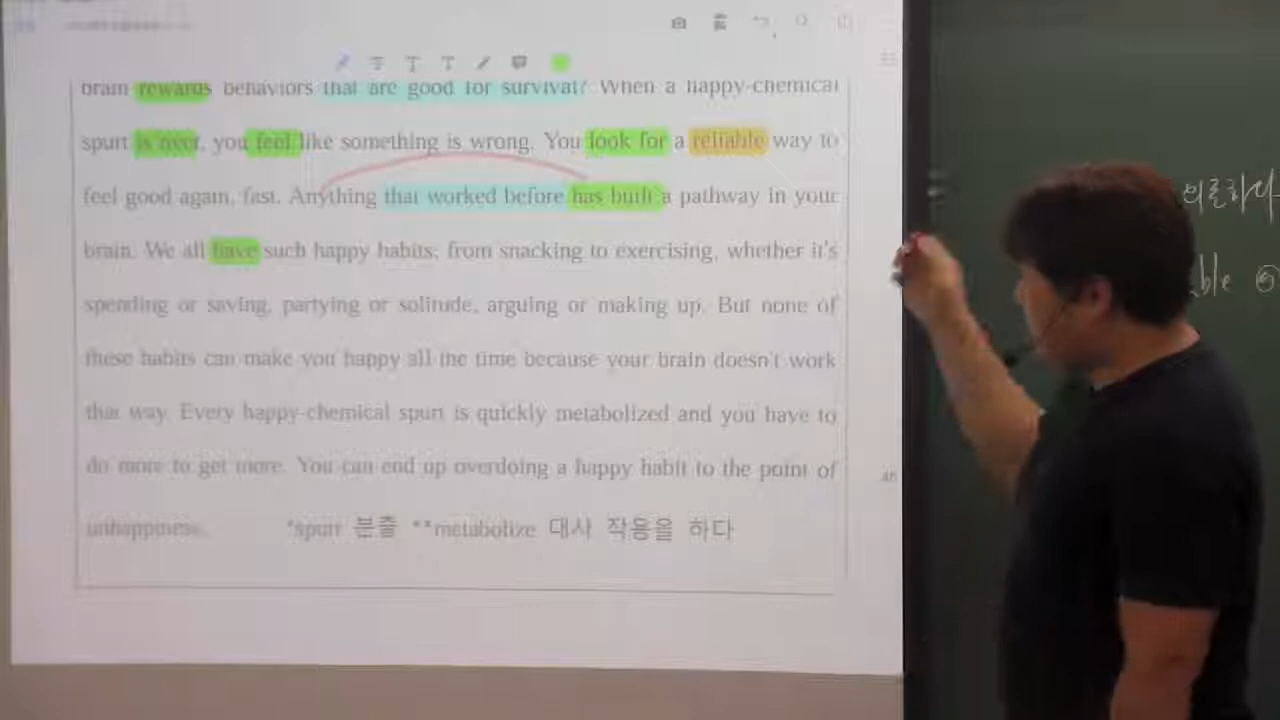 brain rewards behaviors that are good for survival? When a happy-chemical
spurt is over, you feel like something is wrong. You look for a reliable way to
feel good again, fast. Anything that worked before has built a pathway in your
brain. We all have such happy habits; from snacking to exercising, whether it's
spending or saving, partying or solitude, arguing or making up. But none of
these habits can make you happy all the time because your brain doesn't work
that way. Every happy-chemical spurt is quickly metabolized and you have to
do more to get more. You can end up overdoing a happy habit to the point of
unhappiness. *spurt 분출 **metabolize 대사 작용을 하다
의료하다
ble